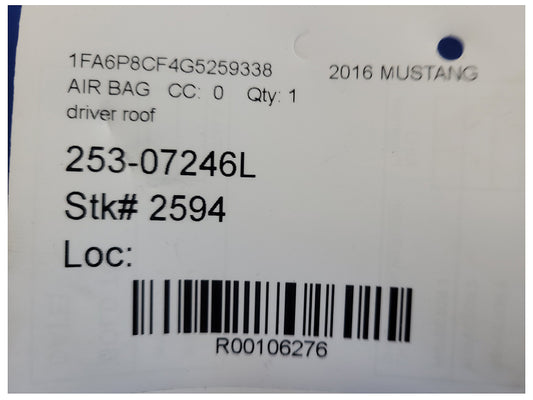 1FA6P8CF4G5259338 2016 MUSTANG
AIR BAG CC: 0 Qty: 1
driver roof
253-07246L
Stk# 2594
Loc:
R00106276